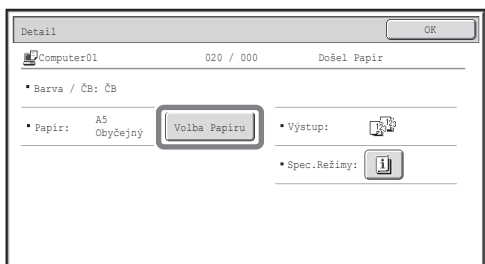 Detail OK
Computer01 020 / 000 Došel Papír
▪ Barva / ČB: ČB
▪ Papír: A5 Obyčejný Volba Papíru ▪ Výstup:
▪ Spec.Režimy: